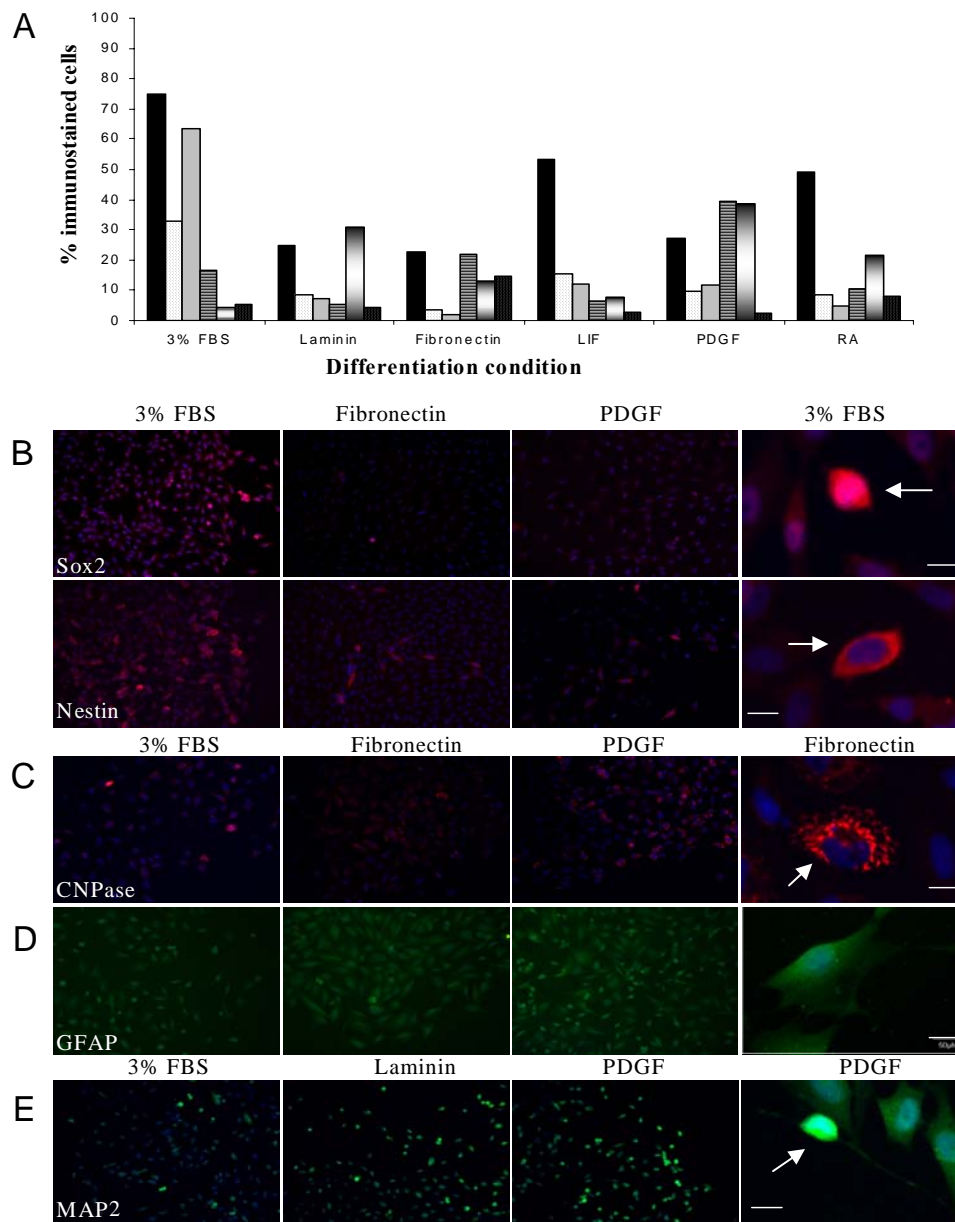 A
100
90
80
70
60
50
40
30
20
10
0
% immunostained cells
3% FBS Laminin Fibronectin LIF PDGF RA
Differentiation condition
3% FBS Fibronectin PDGF 3% FBS
B
Sox2
Nestin
3% FBS Fibronectin PDGF Fibronectin
C
CNPase
D
GFAP
50µm
3% FBS Laminin PDGF PDGF
E
MAP2